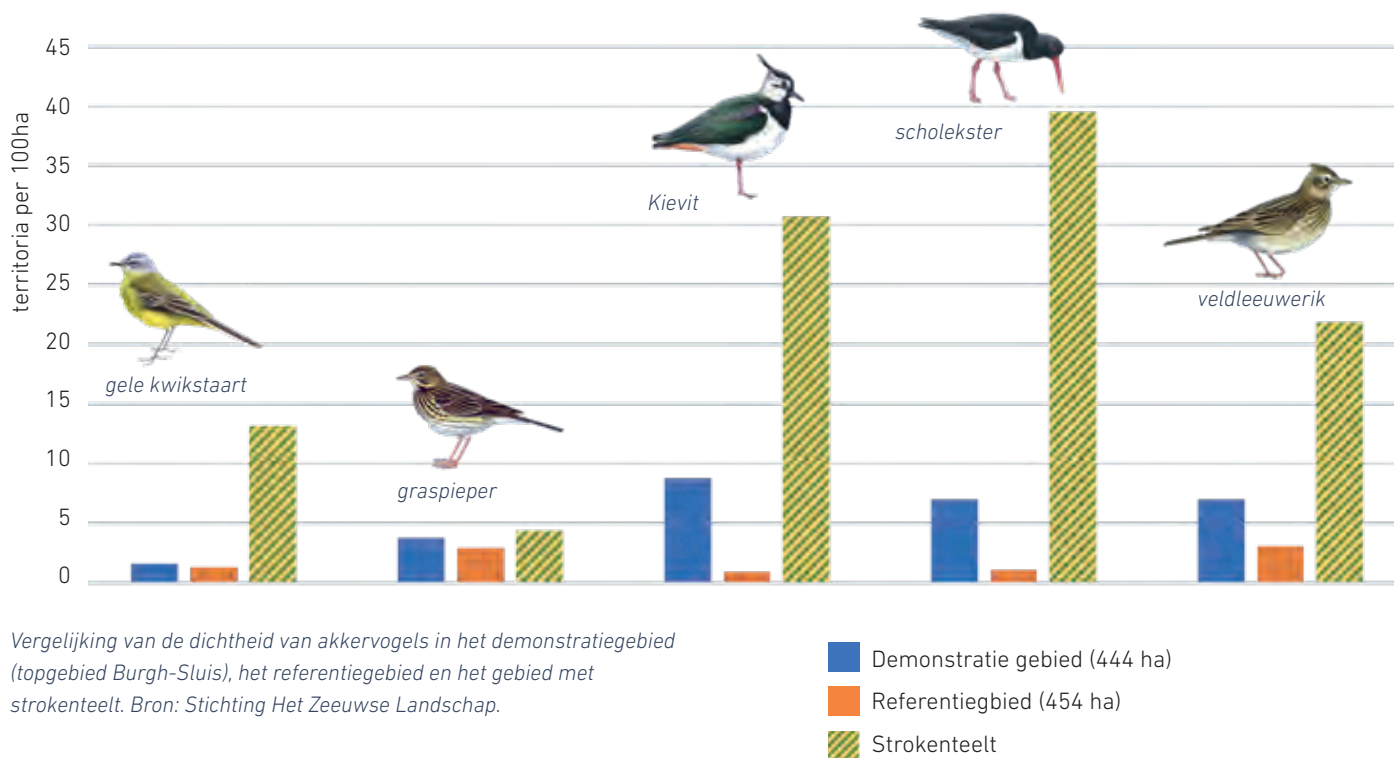 territoria per 100ha
45
40
35
30
25
20
15
10
5
0
gele kwikstaart
graspieper
Kievit
scholekster
veldleeuwerik
Vergelijking van de dichtheid van akkervogels in het demonstratiegebied
(topgebied Burgh-Sluis), het referentiegebied en het gebied met
strokenteelt. Bron: Stichting Het Zeeuwse Landschap.
Demonstratie gebied (444 ha)
Referentiegbied (454 ha)
Strokenteelt